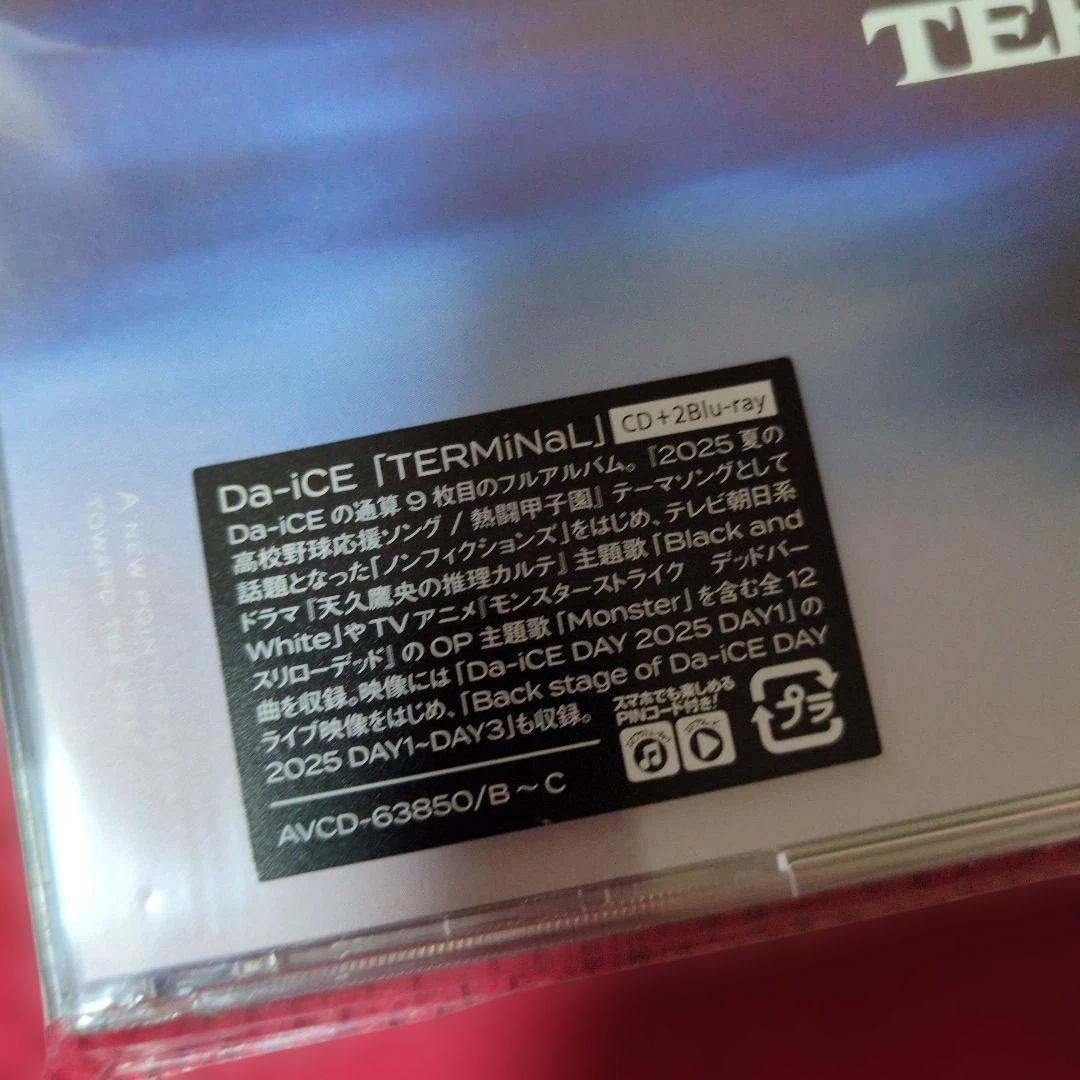 TE
Da-iCE「TERMiNaL」 CD+2Blu-ray
Da-iCEの通算9枚目のフルアルバム。『2025 夏の
高校野球応援ソング / 熱闘甲子園』テーマソングとして
話題となった「ノンフィクションズ」をはじめ、テレビ朝日系
ドラマ『天久鷹央の推理カルテ』主題歌「Black and
White」やTVアニメ『モンスターストライク デッドバー
スリローデッド』のOP主題歌「Monster」を含む全12
曲を収録。映像には「Da-iCE DAY 2025 DAY1」の
ライブ映像をはじめ、「Back stage of Da-iCE DAY
2025 DAY1~DAY3」も収録。
スマホでも楽しめる
PINコード付き!
プラ
AVCD-63850/B~C
A NEW POINT
TOWARD